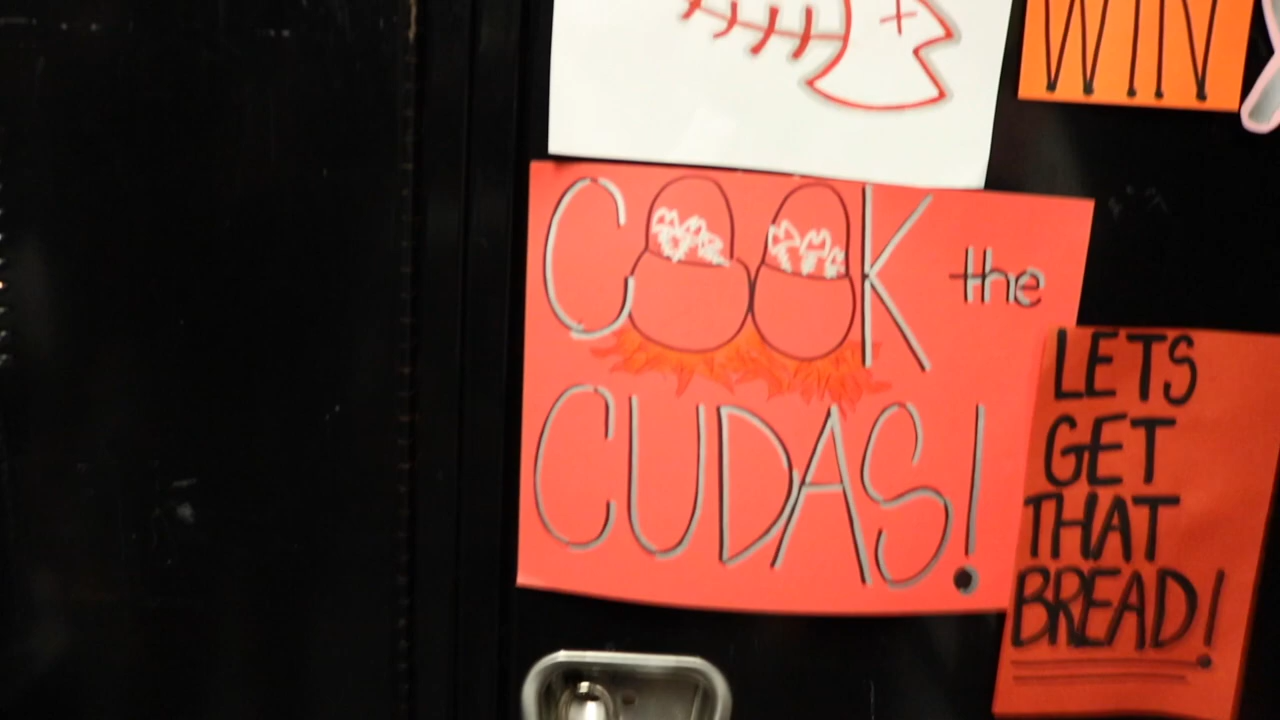 WIN
COOK the
CUDAS!
LETS
GET
THAT
BREAD!